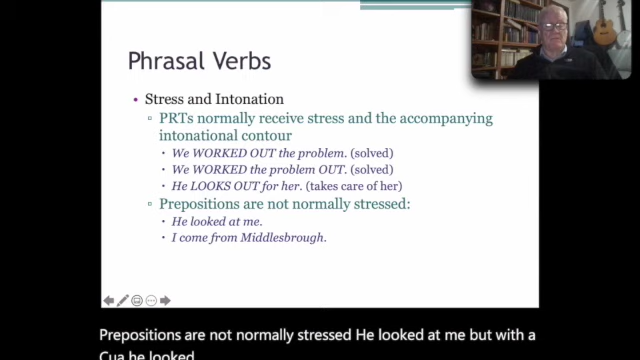 Phrasal Verbs
• Stress and Intonation
▫ PRTs normally receive stress and the accompanying
intonational contour
• We WORKED OUT the problem. (solved)
• We WORKED the problem OUT. (solved)
• He LOOKS OUT for her. (takes care of her)
▫ Prepositions are not normally stressed:
• He looked at me.
• I come from Middlesbrough.
Prepositions are not normally stressed He looked at me but with a
Cua he looked